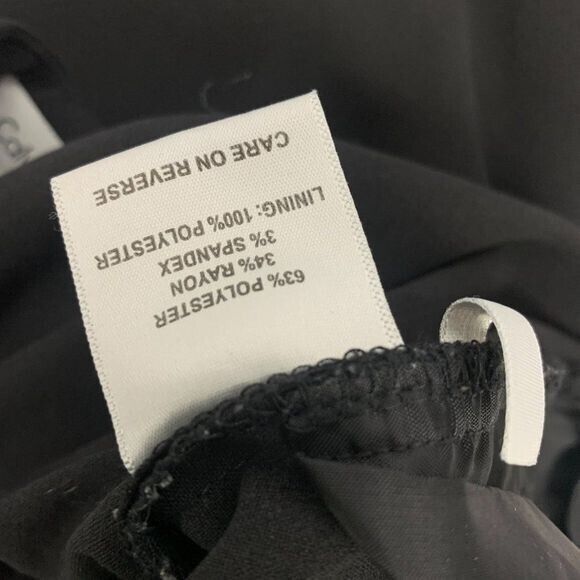 63% POLYESTER
34% RAYON
3% SPANDEX
LINING: 100% POLYESTER
CARE ON REVERSE